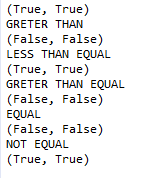 (True, True)
GRETER THAN
(False, False)
LESS THAN EQUAL
(True, True)
GRETER THAN EQUAL
(False, False)
EQUAL
(False, False)
NOT EQUAL
(True, True)